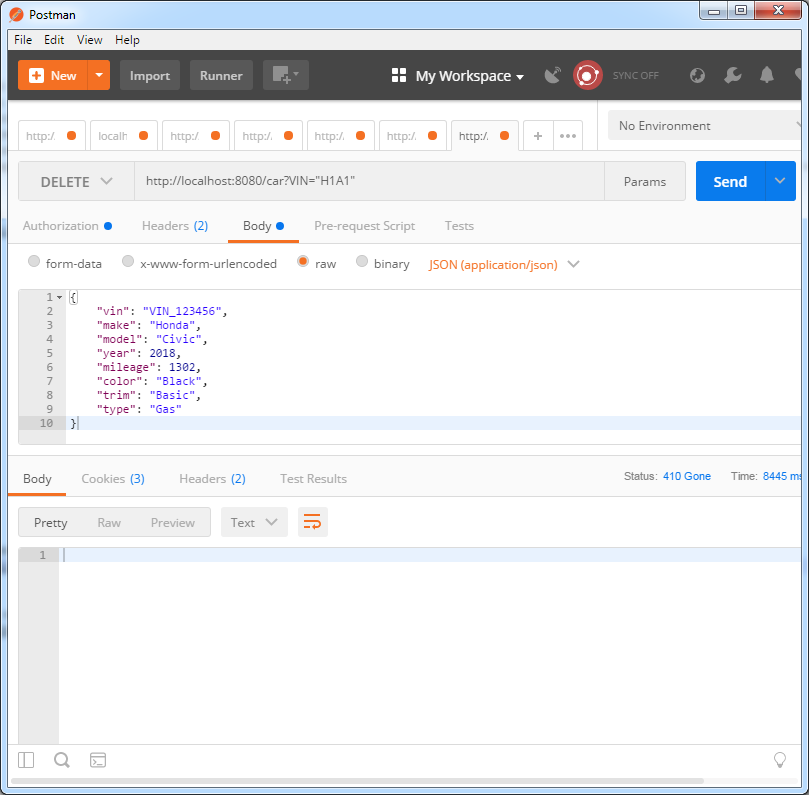 Postman
File Edit View Help
New Import Runner My Workspace SYNC OFF
http:/. localh http:/. http:/. http:/. http:/. http:/. + ••• No Environment
DELETE http://localhost:8080/car?VIN="H1A1" Params Send
Authorization Headers (2) Body Pre-request Script Tests
form-data x-www-form-urlencoded raw binary JSON (application/json)
1 {
2 "vin": "VIN_123456",
3 "make": "Honda",
4 "model": "Civic",
5 "year": 2018,
6 "mileage": 1302,
7 "color": "Black",
8 "trim": "Basic",
9 "type": "Gas"
10 }
Body Cookies (3) Headers (2) Test Results Status: 410 Gone Time: 8445 ms
Pretty Raw Preview Text
1